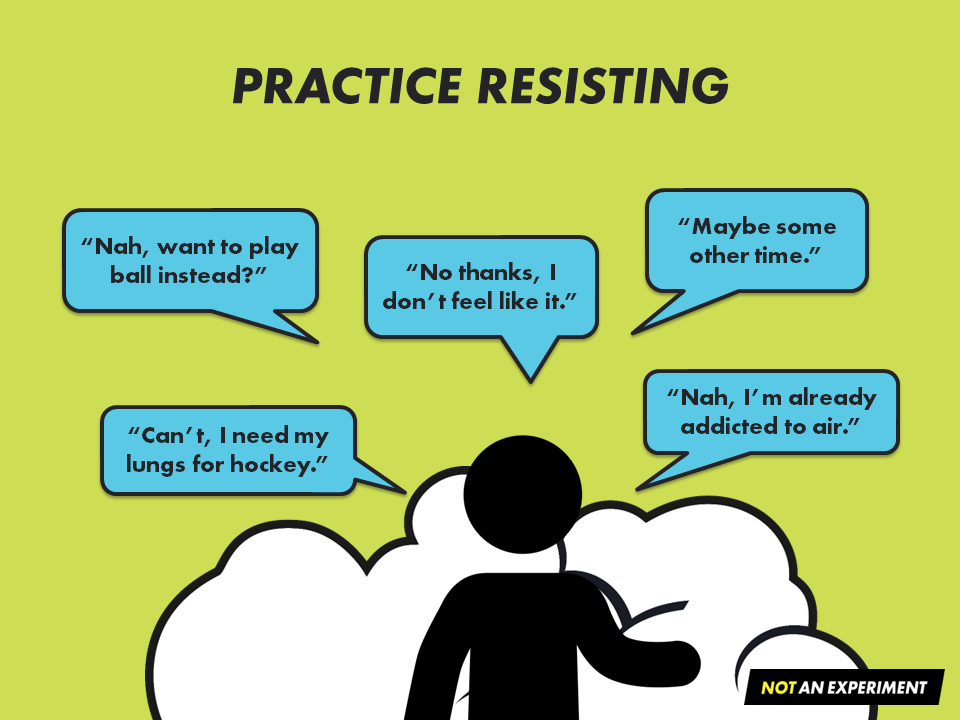 PRACTICE RESISTING
“Nah, want to play
ball instead?”
“No thanks, I
don’t feel like it.”
“Maybe some
other time.”
“Can’t, I need my
lungs for hockey.”
“Nah, I’m already
addicted to air.”
NOT AN EXPERIMENT